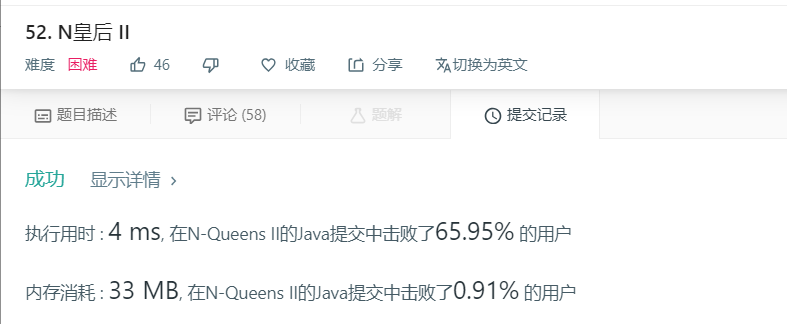 52. N皇后 II
难度 困难 46 收藏 分享 切换为英文
题目描述 评论 (58) 题解 提交记录
成功 显示详情 ›
执行用时 : 4 ms, 在N-Queens II的Java提交中击败了65.95% 的用户
内存消耗 : 33 MB, 在N-Queens II的Java提交中击败了0.91% 的用户